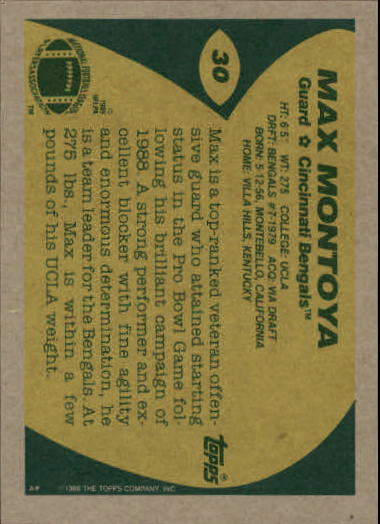 30
MAX MONTOYA
Guard ☆ Cincinnati Bengals™
HT: 6'5" WT: 275 COLLEGE: UCLA
DRFT: BENGALS #7-1979 ACQ: VIA DRAFT
BORN: 5-12-56, MONTEBELLO, CALIFORNIA
HOME: VILLA HILLS, KENTUCKY
Max is a top-ranked veteran offen-
sive guard who attained starting
status in the Pro Bowl Game fol-
lowing his brilliant campaign of
1988. A strong performer and ex-
cellent blocker with fine agility
and enormous determination, he
is a team leader for the Bengals. At
275 lbs., Max is within a few
pounds of his UCLA weight.
topps®
©1989 THE TOPPS COMPANY, INC.